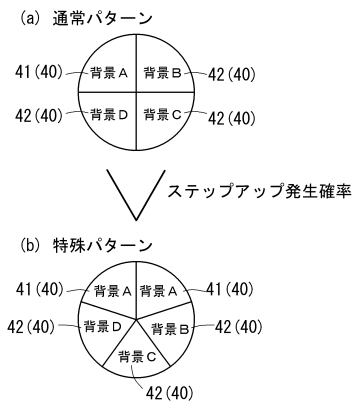 (a) 通常パターン
41(40) 背景A 背景B 42(40)
42(40) 背景D 背景C 42(40)
ステップアップ発生確率
(b) 特殊パターン
41(40) 背景A 背景A 41(40)
42(40) 背景D 背景B 42(40)
背景C
42(40)